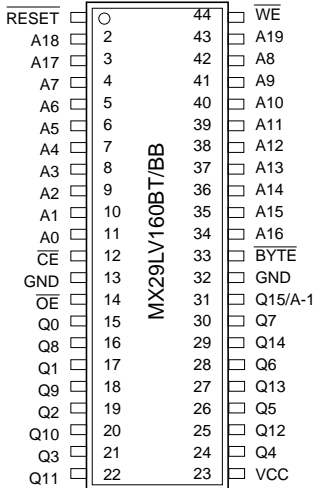 RESET 44 WE
A18 2 43 A19
A17 3 42 A8
A7 4 41 A9
A6 5 40 A10
A5 6 39 A11
A4 7 38 A12
A3 8 37 A13
A2 9 36 A14
A1 10 35 A15
A0 11 34 A16
CE 12 33 BYTE
GND 13 32 GND
OE 14 31 Q15/A-1
Q0 15 30 Q7
Q8 16 29 Q14
Q1 17 28 Q6
Q9 18 27 Q13
Q2 19 26 Q5
Q10 20 25 Q12
Q3 21 24 Q4
Q11 22 23 VCC
MX29LV160BT/BB